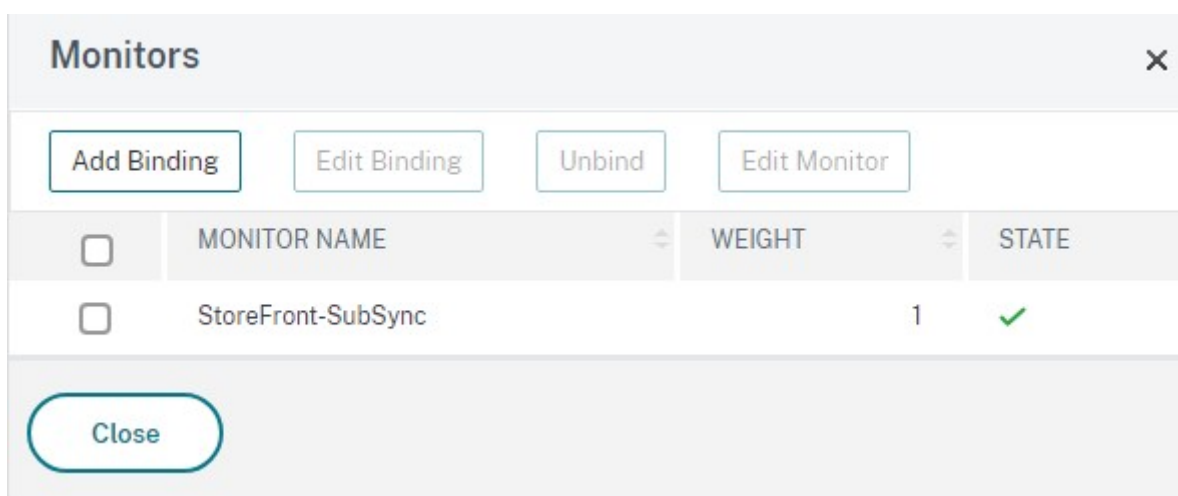 Monitors
Add Binding Edit Binding Unbind Edit Monitor
MONITOR NAME WEIGHT STATE
StoreFront-SubSync 1
Close